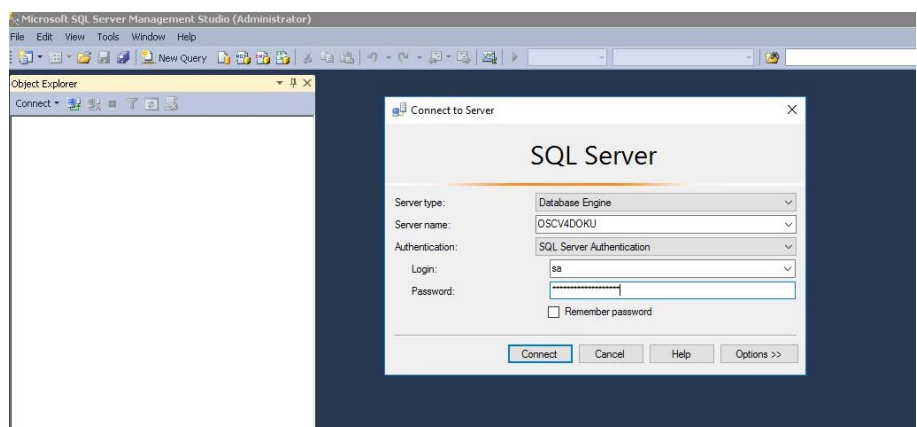 Microsoft SQL Server Management Studio (Administrator)
File Edit View Tools Window Help
New Query
Object Explorer
Connect
Connect to Server
SQL Server
Server type: Database Engine
Server name: OSCV4DOKU
Authentication: SQL Server Authentication
Login: sa
Password: 
Remember password
Connect Cancel Help Options >>